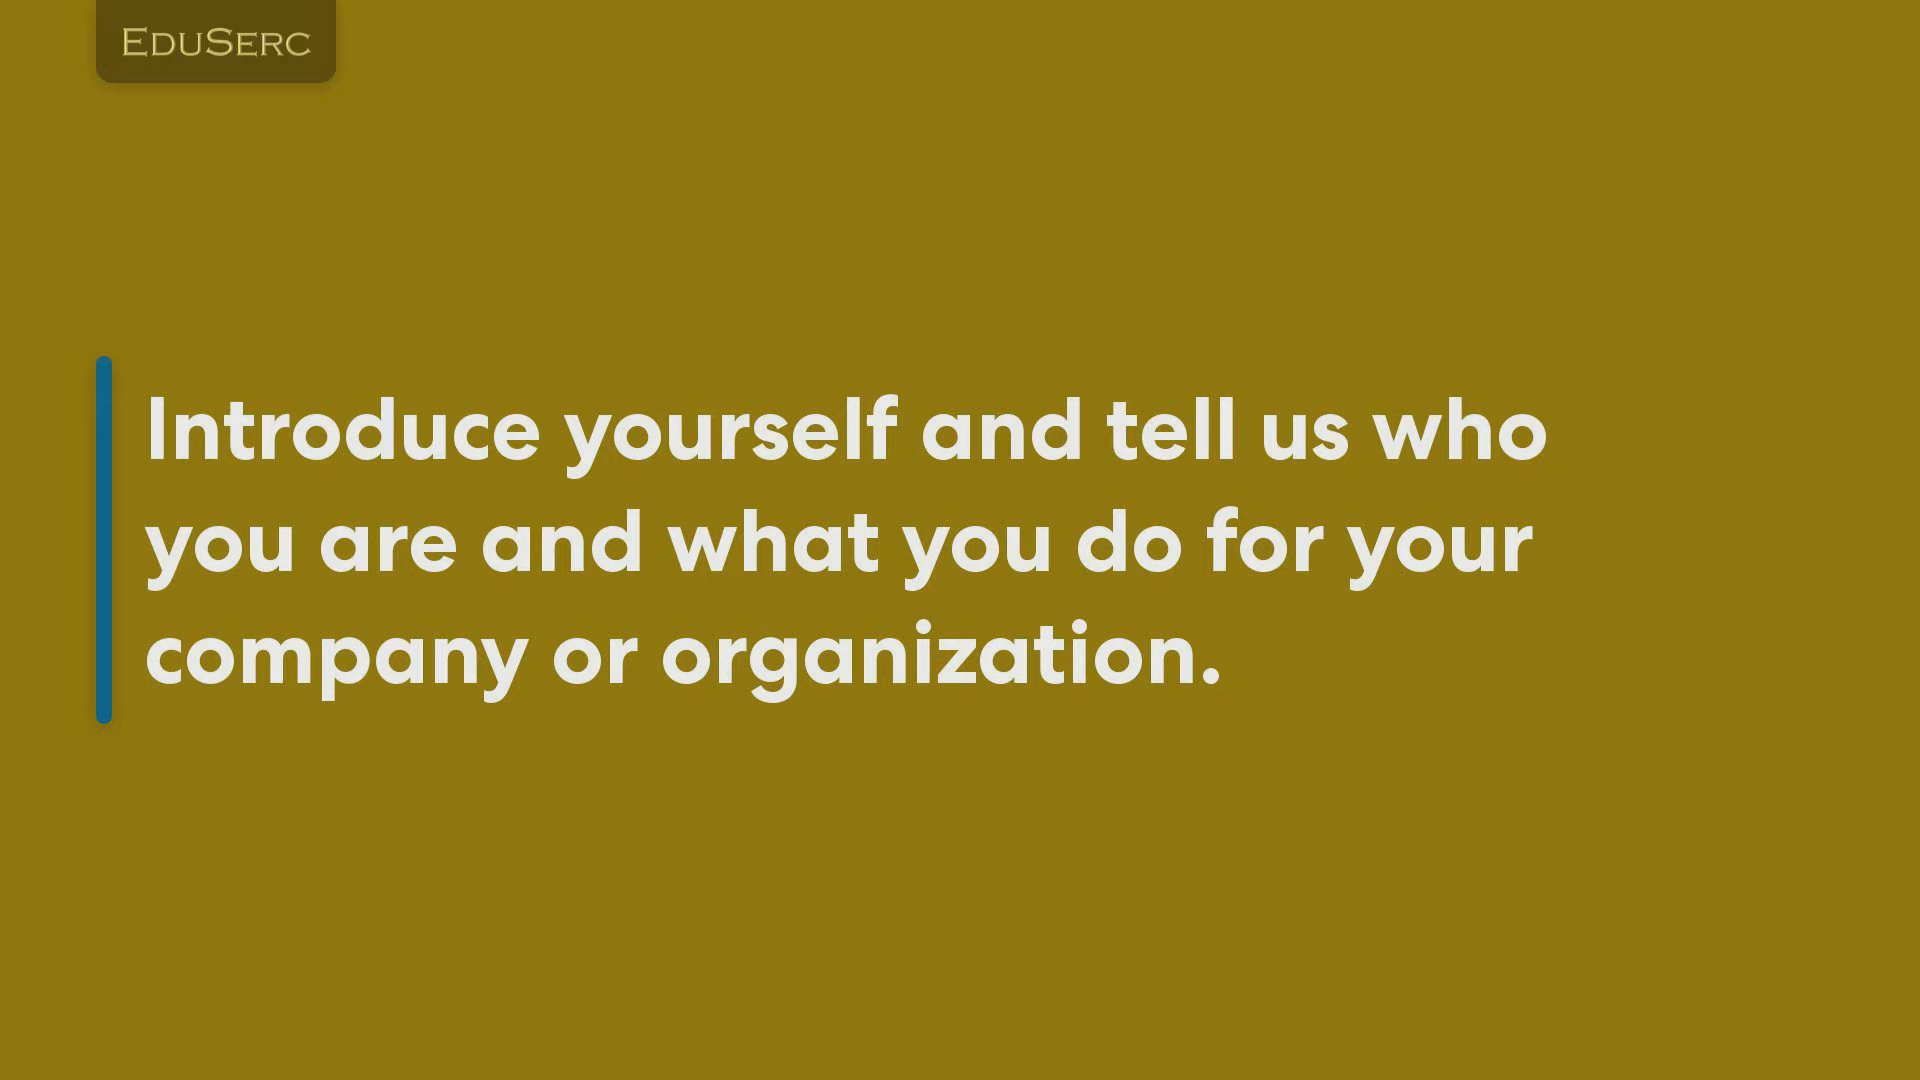 EduSerc
Introduce yourself and tell us who
you are and what you do for your
company or organization.